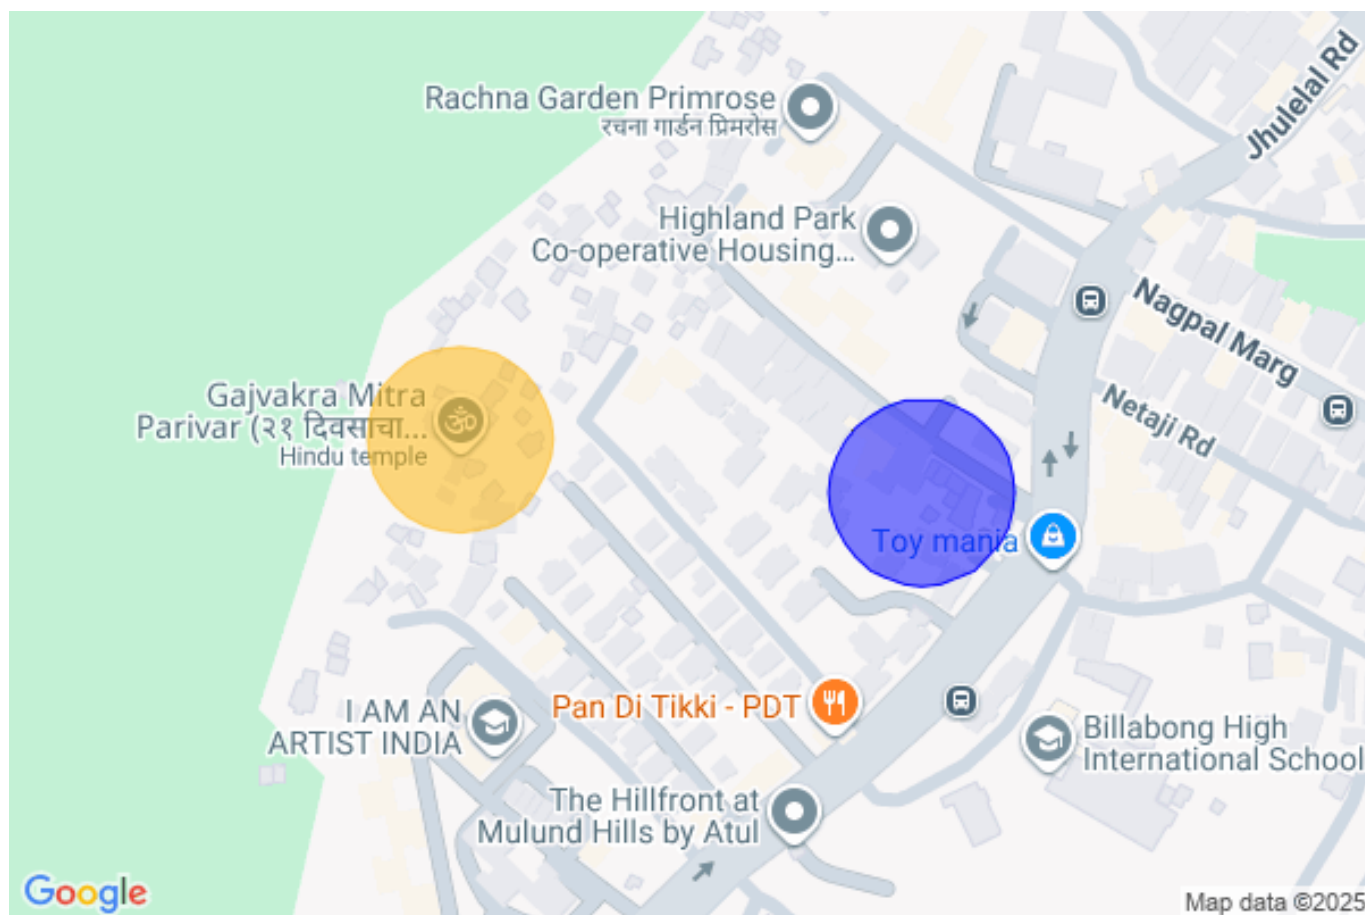 Rachna Garden Primrose
रचना गार्डन प्रिमरोस
Jhulelal Rd
Highland Park
Co-operative Housing...
Nagpal Marg
Netaji Rd
Gajvakra Mitra
Parivar (२१ दिवसाचा...
Hindu temple
Toy mania
Pan Di Tikki - PDT
I AM AN
ARTIST INDIA
Billabong High
International School
The Hillfront at
Mulund Hills by Atul
Google
Map data ©2025